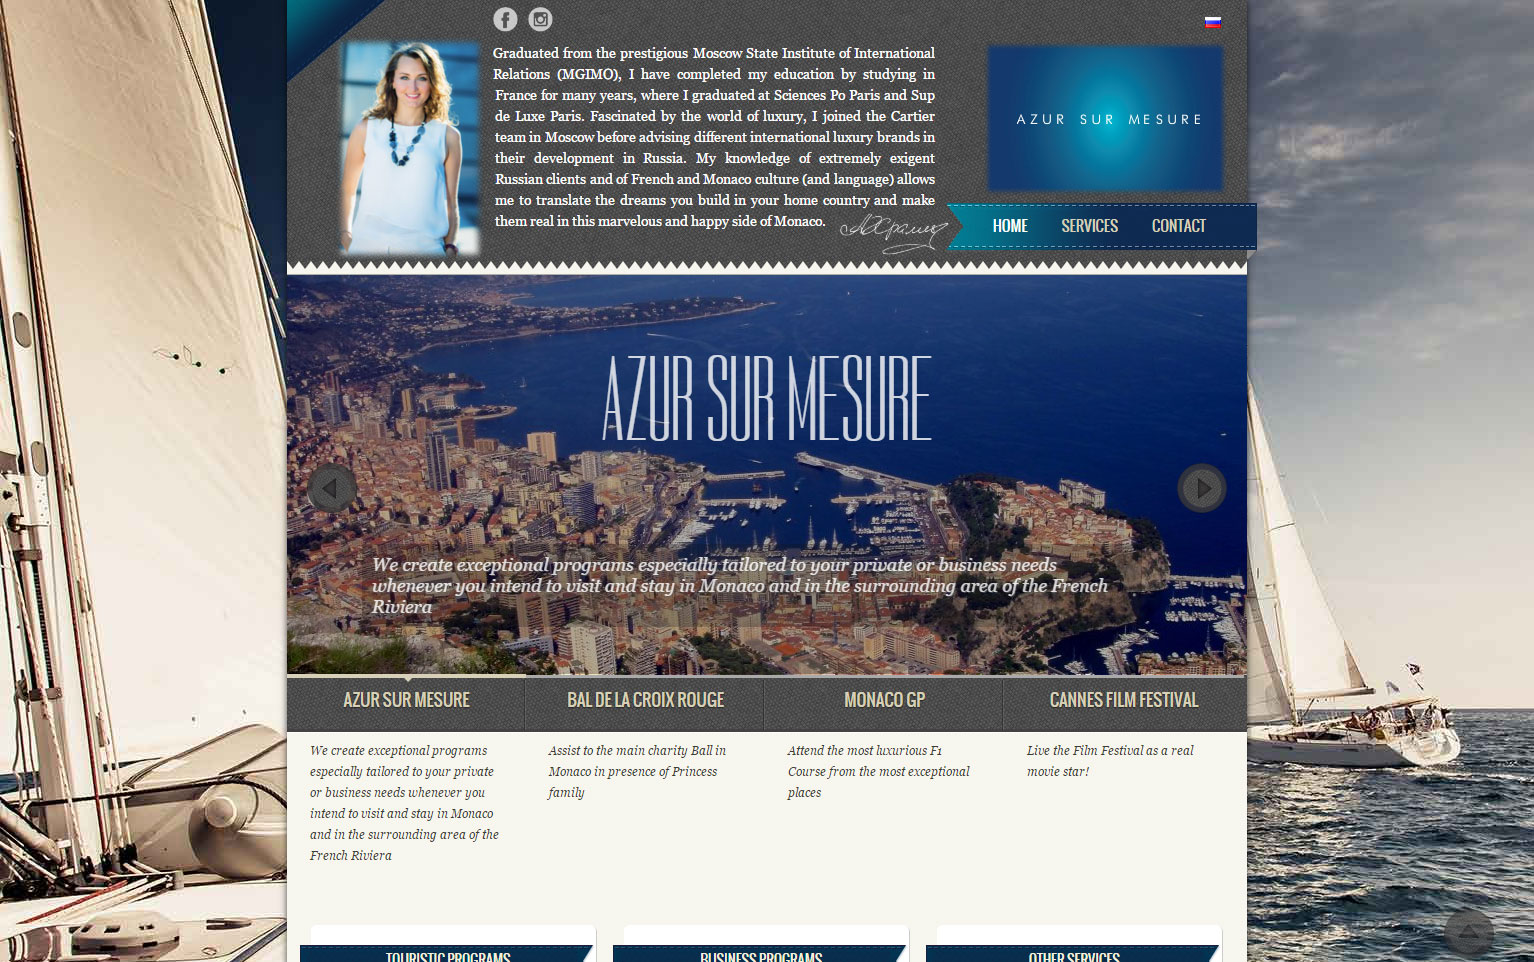 Graduated from the prestigious Moscow State Institute of International
Relations (MGIMO), I have completed my education by studying in
France for many years, where I graduated at Sciences Po Paris and Sup
de Luxe Paris. Fascinated by the world of luxury, I joined the Cartier
team in Moscow before advising different international luxury brands in
their development in Russia. My knowledge of extremely exigent
Russian clients and of French and Monaco culture (and language) allows
me to translate the dreams you build in your home country and make
them real in this marvelous and happy side of Monaco.
AZUR SUR MESURE
HOME SERVICES CONTACT
AZUR SUR MESURE
We create exceptional programs especially tailored to your private or business needs
whenever you intend to visit and stay in Monaco and in the surrounding area of the French
Riviera
AZUR SUR MESURE
BAL DE LA CROIX ROUGE
MONACO GP
CANNES FILM FESTIVAL
We create exceptional programs
especially tailored to your private
or business needs whenever you
intend to visit and stay in Monaco
and in the surrounding area of the
French Riviera
Assist to the main charity Ball in
Monaco in presence of Princess
family
Attend the most luxurious F1
Course from the most exceptional
places
Live the Film Festival as a real
movie star!
TOURISTIC PROGRAMS
BUSINESS PROGRAMS
OTHER SERVICES